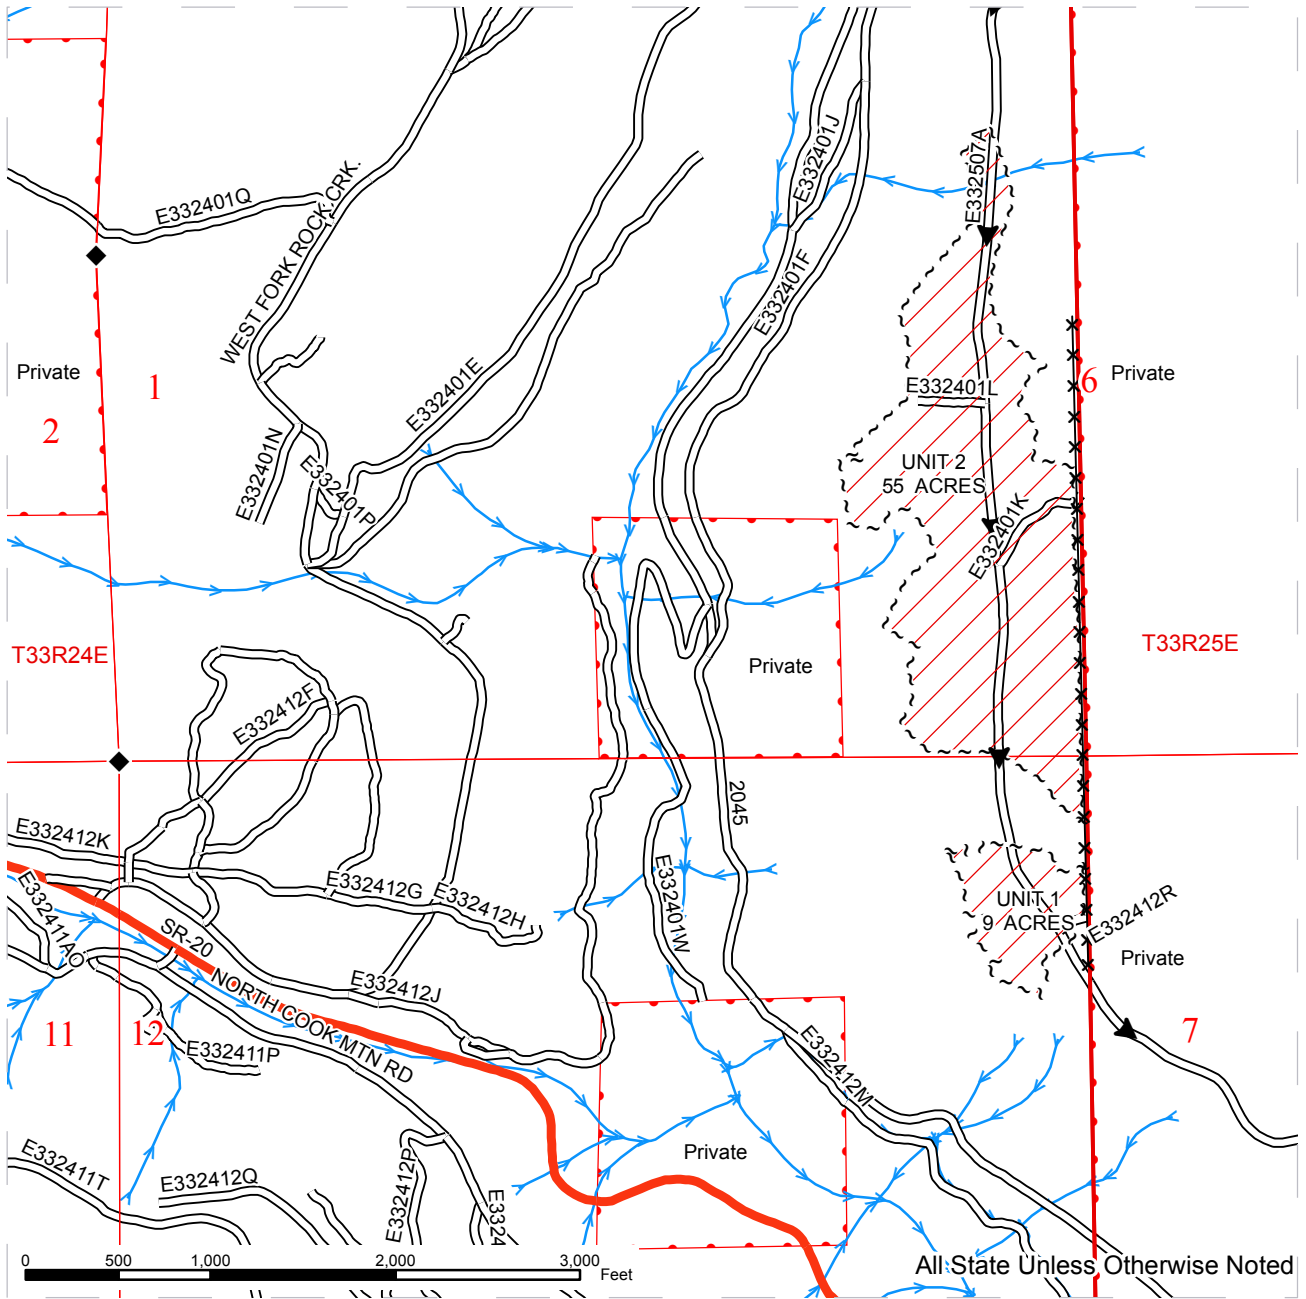 E332401J
E332507A
E332401Q
WEST FORK ROCK CRK.
E332401F
Private
1
2
E332401E
E332401L
6
Private
E332401N
E332401P
UNIT 2
55 ACRES
E332401K
T33R24E
Private
T33R25E
E332412F
2045
E332412K
E332412G
E332412H
E332401W
UNIT 1
9 ACRES
E332412R
E332411AO
SR-20
Private
NORTH COOK MTN RD
E332412J
11
12
E332411P
E332412M
7
E332411T
E332412Q
E332412P
E3324
Private
0
500
1,000
2,000
3,000
Feet
All State Unless Otherwise Noted